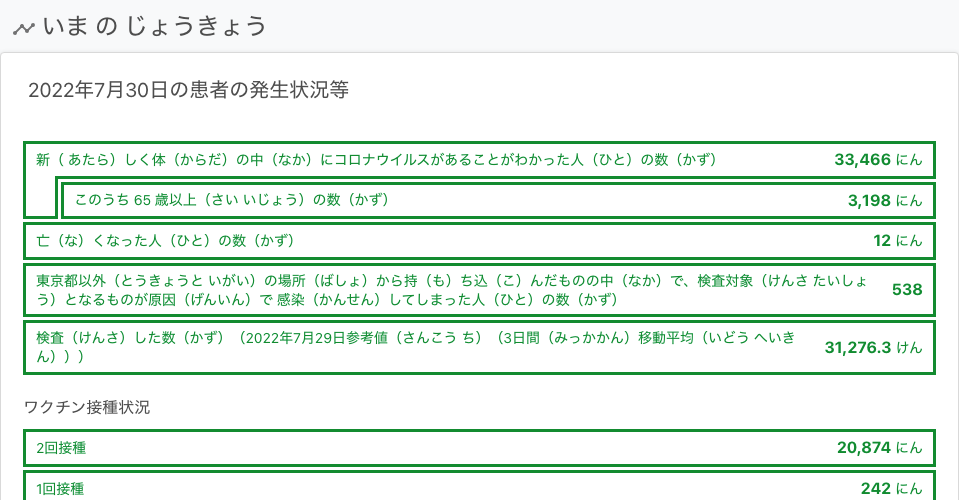 いま の じょうきょう
2022年7月30日の患者の発生状況等
新（ あたら）しく体（からだ）の中（なか）にコロナウイルスがあることがわかった人（ひと）の数（かず） 33,466 にん
このうち 65 歳以上（さい いじょう）の数（かず） 3,198 にん
亡（な）くなった人（ひと）の数（かず） 12 にん
東京都以外（とうきょうと いがい）の場所（ばしょ）から持（も）ち込（こ）んだものの中（なか）で、検査対象（けんさ たいしょ
う）となるものが原因（げんいん）で 感染（かんせん）してしまった人（ひと）の数（かず） 538
検査（けんさ）した数（かず）（2022年7月29日参考値（さんこう ち）（3日間（みっかかん）移動平均（いどう へいき
ん））） 31,276.3 けん
ワクチン接種状況
2回接種 20,874 にん
1回接種 242 にん